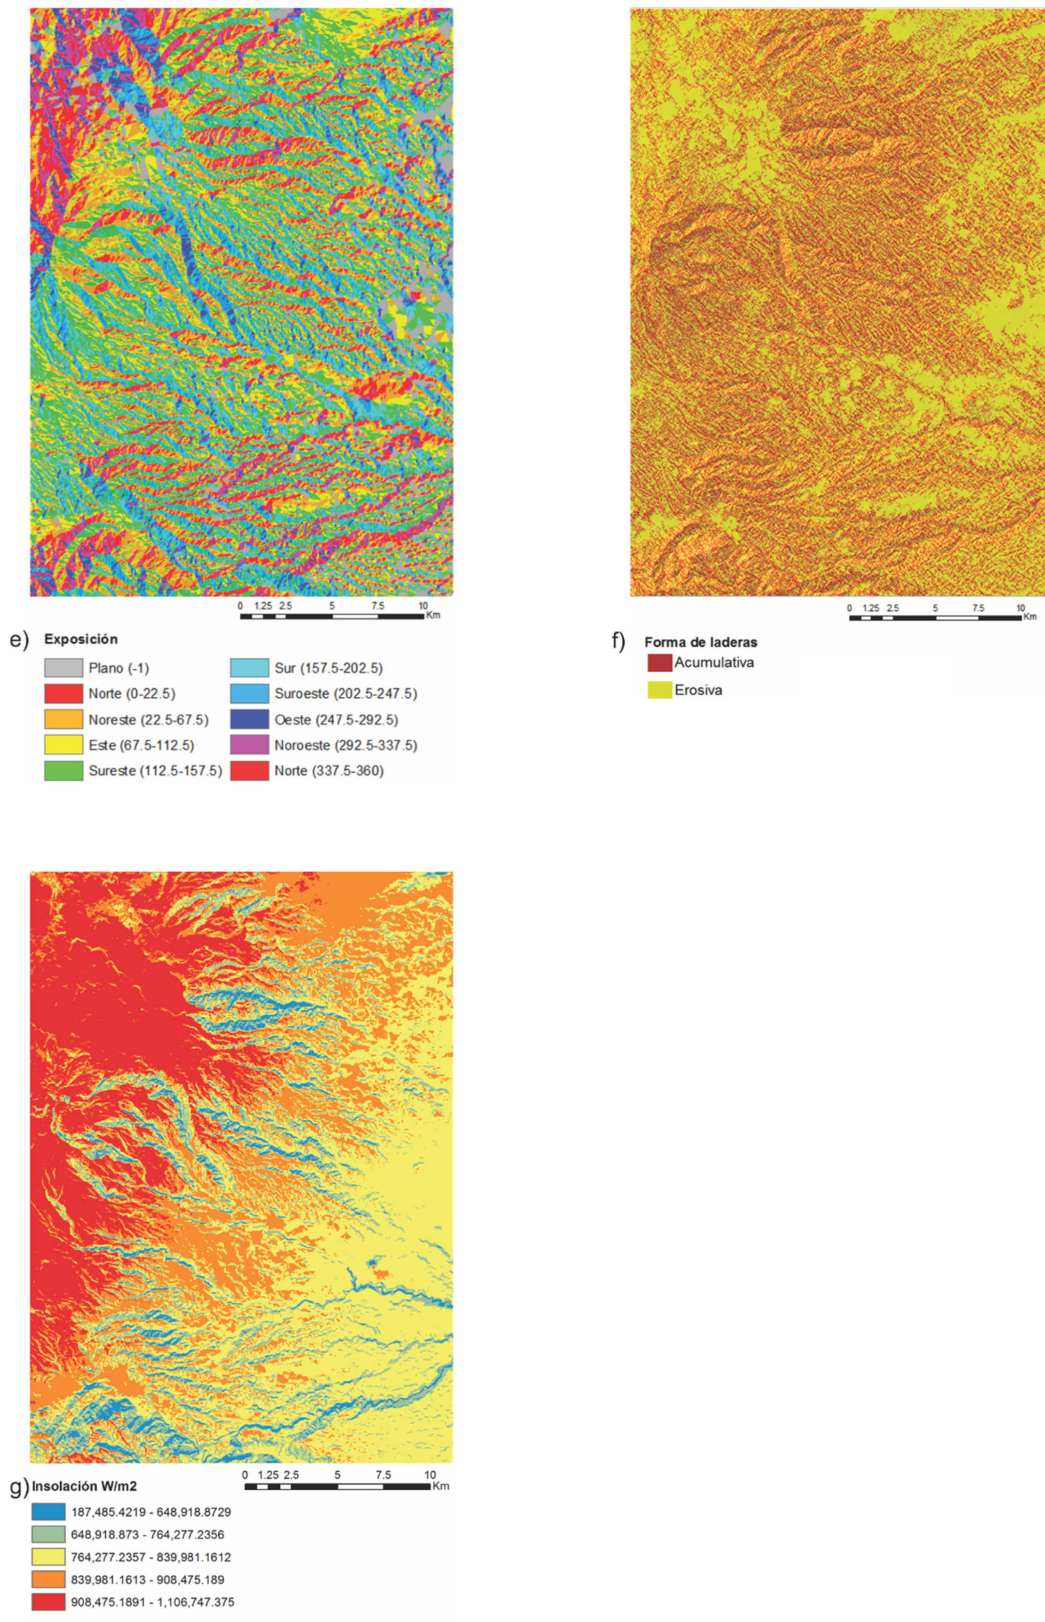 0 1.25 2.5 5 7.5 10
Km
e) Exposición
Plano (-1)
Norte (0-22.5)
Noreste (22.5-67.5)
Este (67.5-112.5)
Sureste (112.5-157.5)
Sur (157.5-202.5)
Suroeste (202.5-247.5)
Oeste (247.5-292.5)
Noroeste (292.5-337.5)
Norte (337.5-360)
0 1.25 2.5 5 7.5 10
Km
f) Forma de laderas
Acumulativa
Erosiva
0 1.25 2.5 5 7.5 10
Km
g) Insolación W/m2
187,485.4219 - 648,918.8729
648,918.873 - 764,277.2356
764,277.2357 - 839,981.1612
839,981.1613 - 908,475.189
908,475.1891 - 1,106,747.375